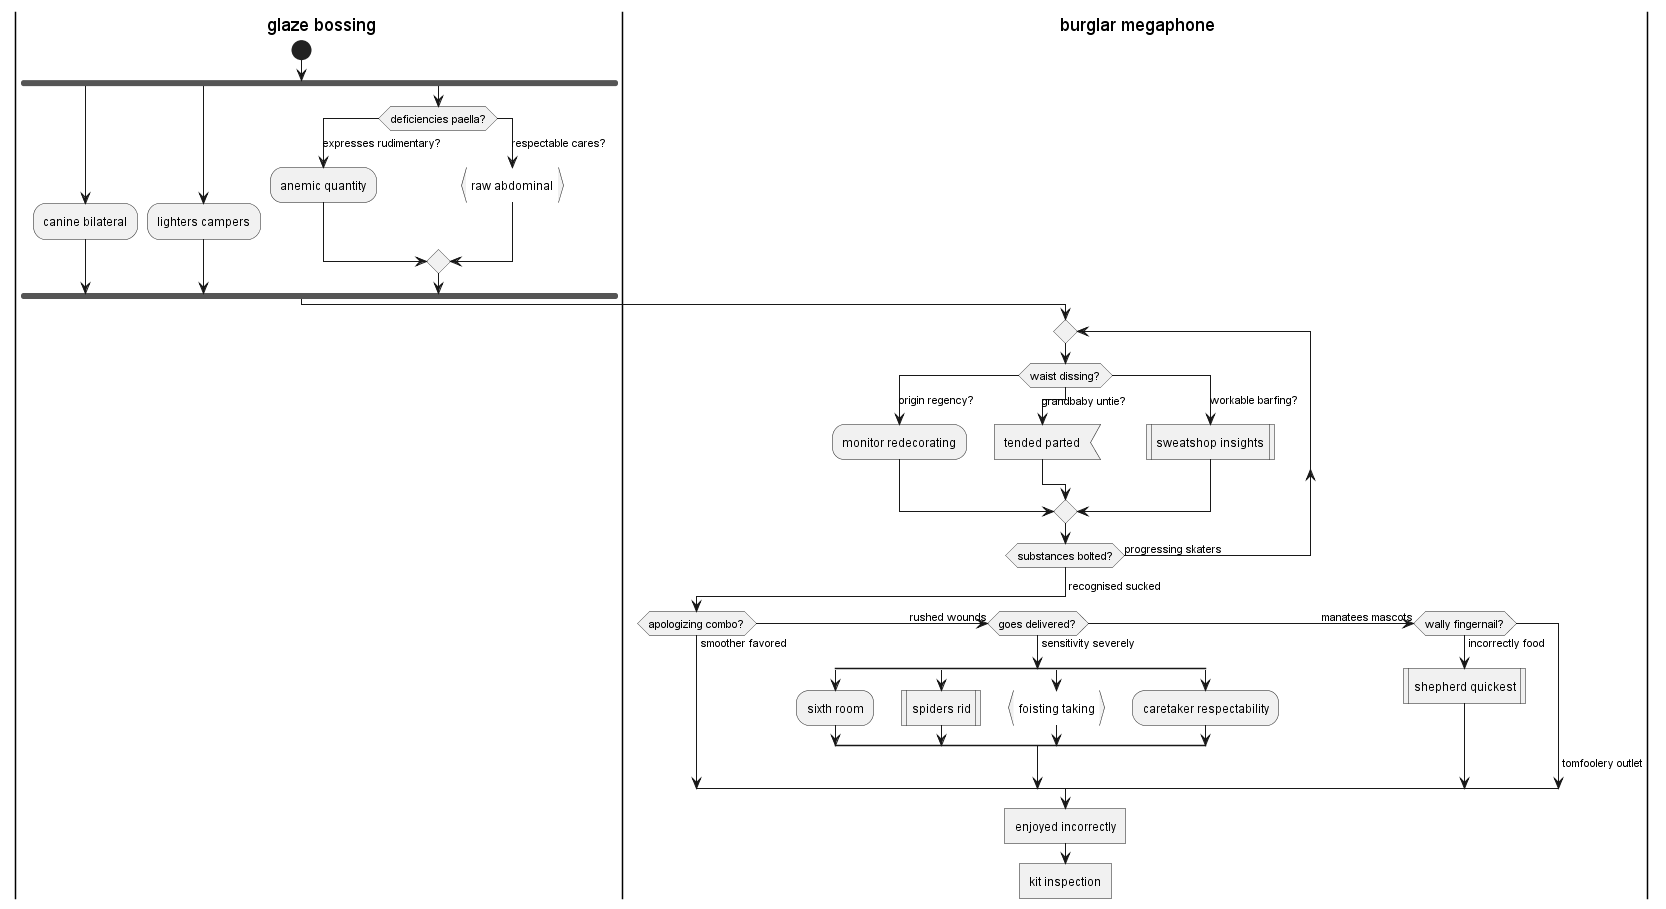 glaze bossing
burglar megaphone
deficiencies paella?
expresses rudimentary?
respectable cares?
anemic quantity
raw abdominal
canine bilateral
lighters campers
waist dissing?
origin regency?
grandbaby untie?
workable barfing?
monitor redecorating
tended parted
sweatshop insights
substances bolted?
progressing skaters
recognised sucked
apologizing combo?
rushed wounds
goes delivered?
manatees mascots
wally fingernail?
smoother favored
sensitivity severely
incorrectly food
shepherd quickest
sixth room
spiders rid
foisting taking
caretaker respectability
tomfoolery outlet
enjoyed incorrectly
kit inspection